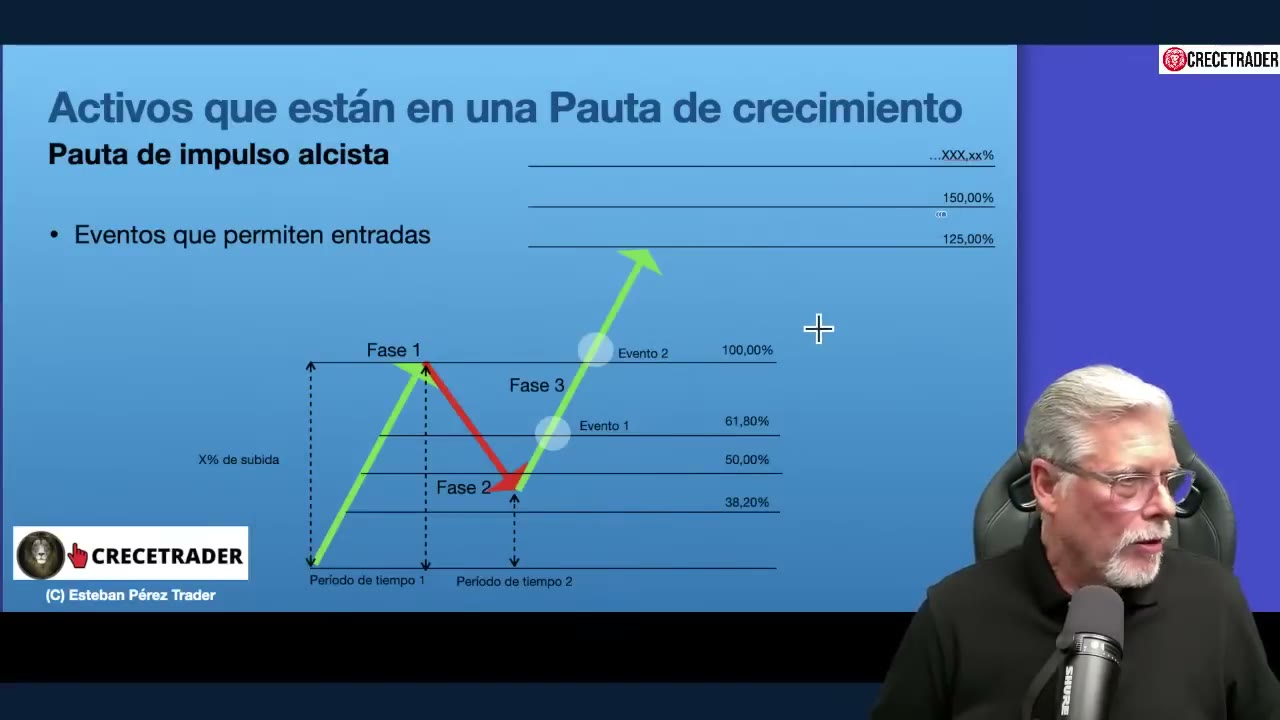 CRECETRADER
Activos que están en una Pauta de crecimiento
Pauta de impulso alcista
...XXX,xx%
150,00%
• Eventos que permiten entradas
125,00%
Fase 1
Evento 2
100,00%
Fase 3
61,80%
Evento 1
X% de subida
50,00%
Fase 2
38,20%
CRECETRADER
Período de tiempo 1
Período de tiempo 2
(C) Esteban Pérez Trader
SHURE